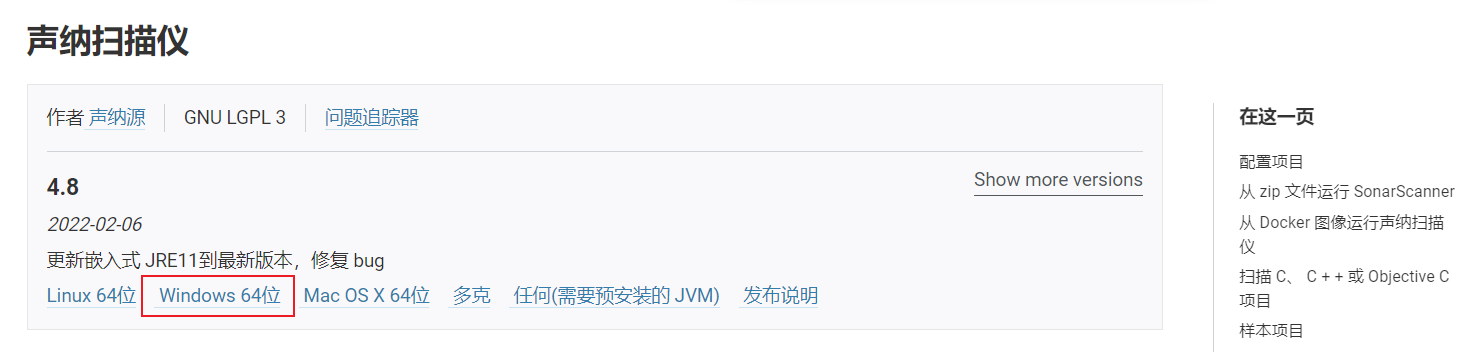 声纳扫描仪
作者 声纳源 GNU LGPL 3 问题追踪器
4.8
Show more versions
2022-02-06
更新嵌入式 JRE11到最新版本，修复 bug
Linux 64位 Windows 64位 Mac OS X 64位 多克 任何(需要预安装的 JVM) 发布说明
在这一页
配置项目
从 zip 文件运行 SonarScanner
从 Docker 图像运行声纳扫描
仪
扫描 C、 C + + 或 Objective C
项目
样本项目